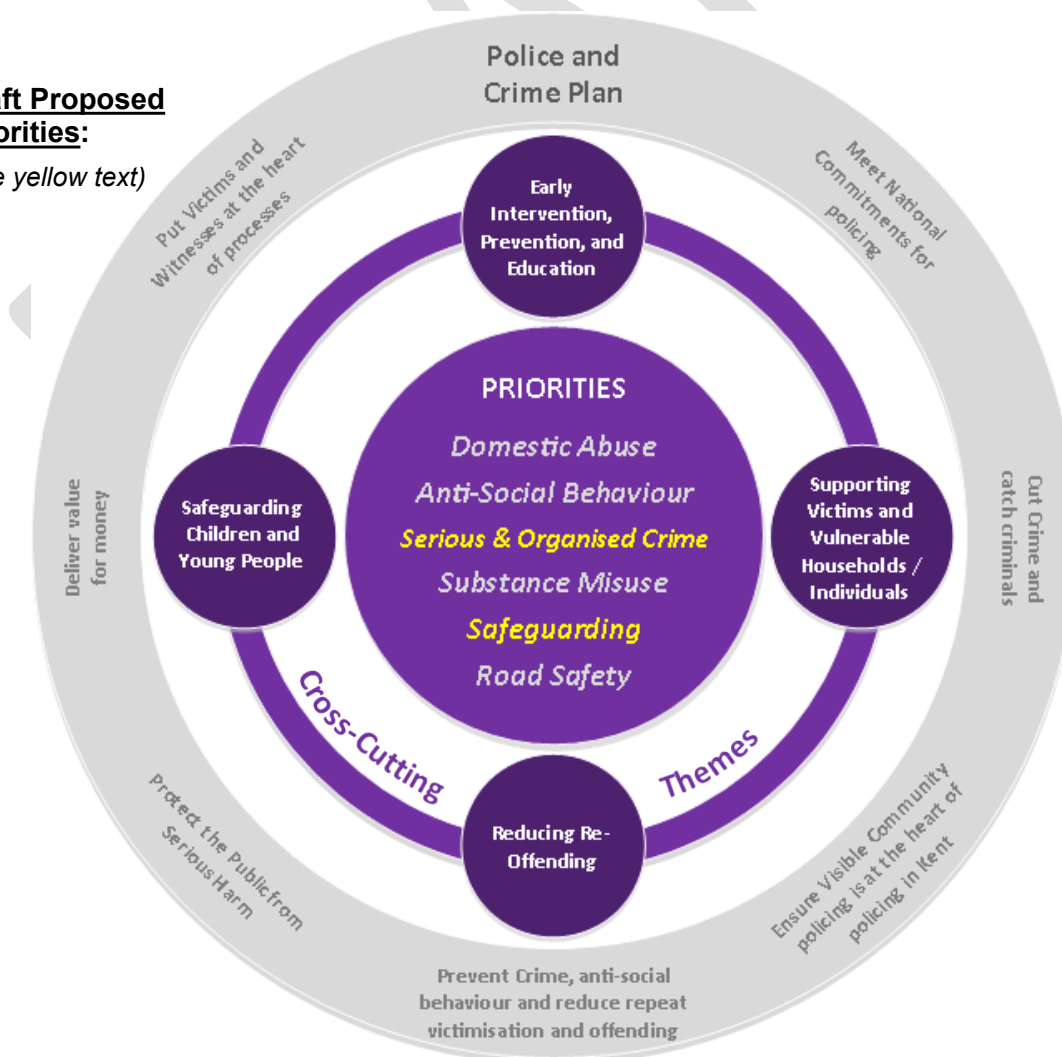 aft Proposed
orities:
e yellow text)
Police and
Crime Plan
Put Victims and
Witnesses at the heart
of processes
Meet National
Commitments for
policing
Early
Intervention,
Prevention, and
Education
PRIORITIES
Domestic Abuse
Anti-Social Behaviour
Serious & Organised Crime
Substance Misuse
Safeguarding
Road Safety
Safeguarding
Children and
Young People
Supporting
Victims and
Vulnerable
Households /
Individuals
Deliver value
for money
Cut Crime and
catch criminals
Cross-Cutting
Themes
Reducing Re-
Offending
Protect the Public from
Serious Harm
Ensure Visible Community
policing is at the heart of
policing in Kent
Prevent Crime, anti-social
behaviour and reduce repeat
victimisation and offending